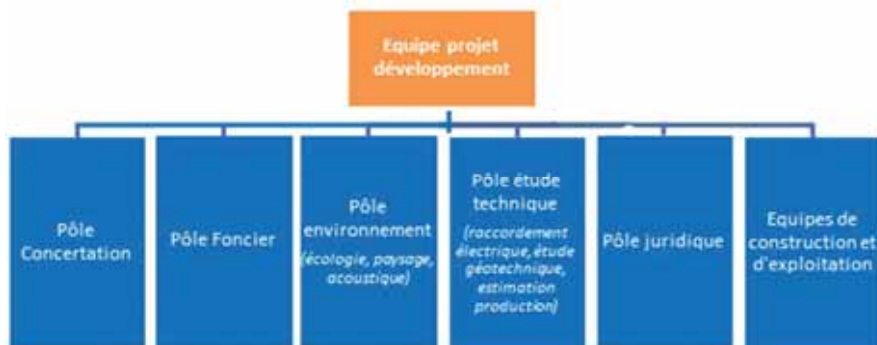 Equipe projet
développement
Pôle
Concertation
Pôle Foncier
Pôle
environnement
(écologie, paysage,
acoustique)
Pôle étude
technique
(raccordement
électrique, étude
géotechnique,
estimation
production)
Pôle juridique
Equipes de
construction et
d'exploitation